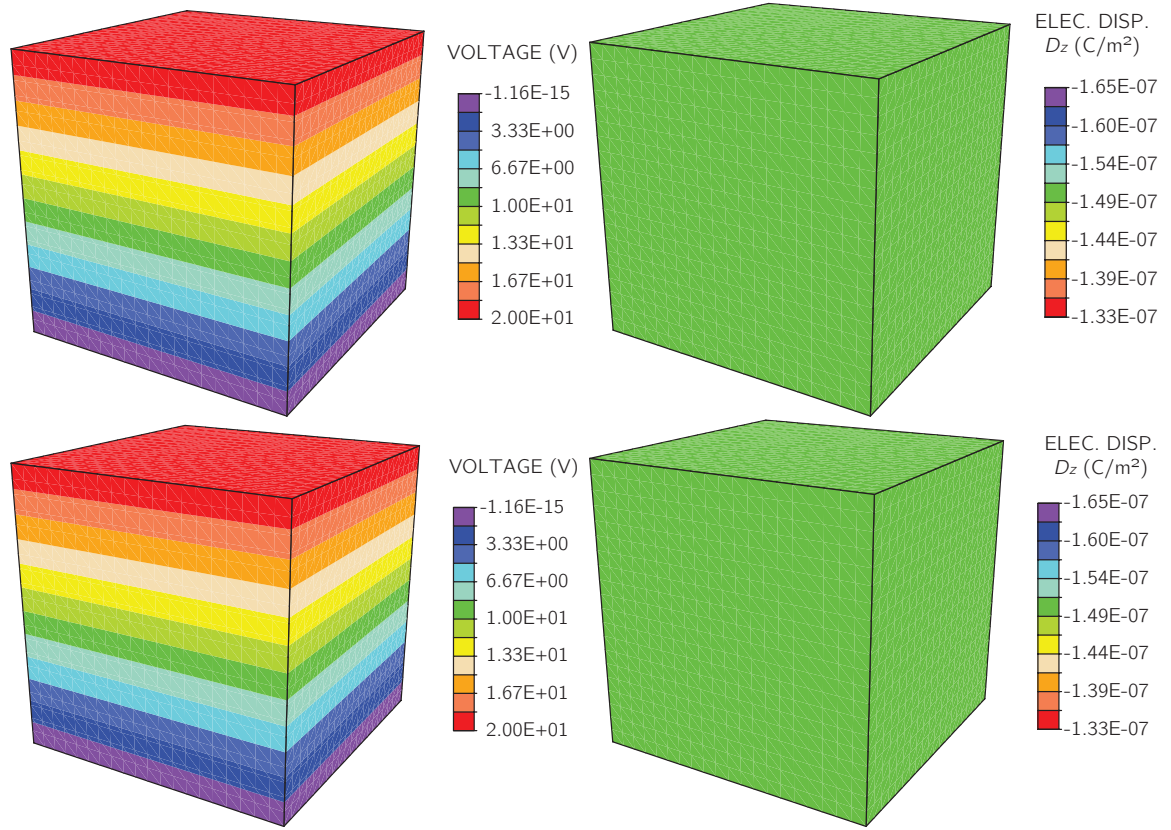 VOLTAGE (V)
-1.16E-15
3.33E+00
6.67E+00
1.00E+01
1.33E+01
1.67E+01
2.00E+01
ELEC. DISP.
Dz (C/m²)
-1.65E-07
-1.60E-07
-1.54E-07
-1.49E-07
-1.44E-07
-1.39E-07
-1.33E-07
VOLTAGE (V)
-1.16E-15
3.33E+00
6.67E+00
1.00E+01
1.33E+01
1.67E+01
2.00E+01
ELEC. DISP.
Dz (C/m²)
-1.65E-07
-1.60E-07
-1.54E-07
-1.49E-07
-1.44E-07
-1.39E-07
-1.33E-07